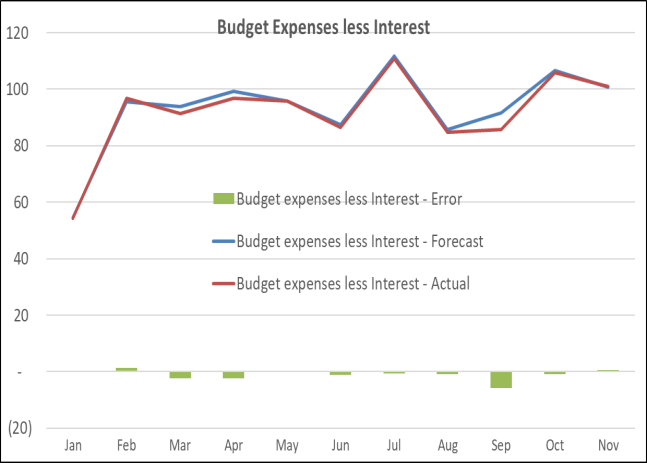 Budget Expenses less Interest
120
100
80
60
40
20
-
(20)
Budget expenses less Interest - Error
Budget expenses less Interest - Forecast
Budget expenses less Interest - Actual
Jan Feb Mar Apr May Jun Jul Aug Sep Oct Nov